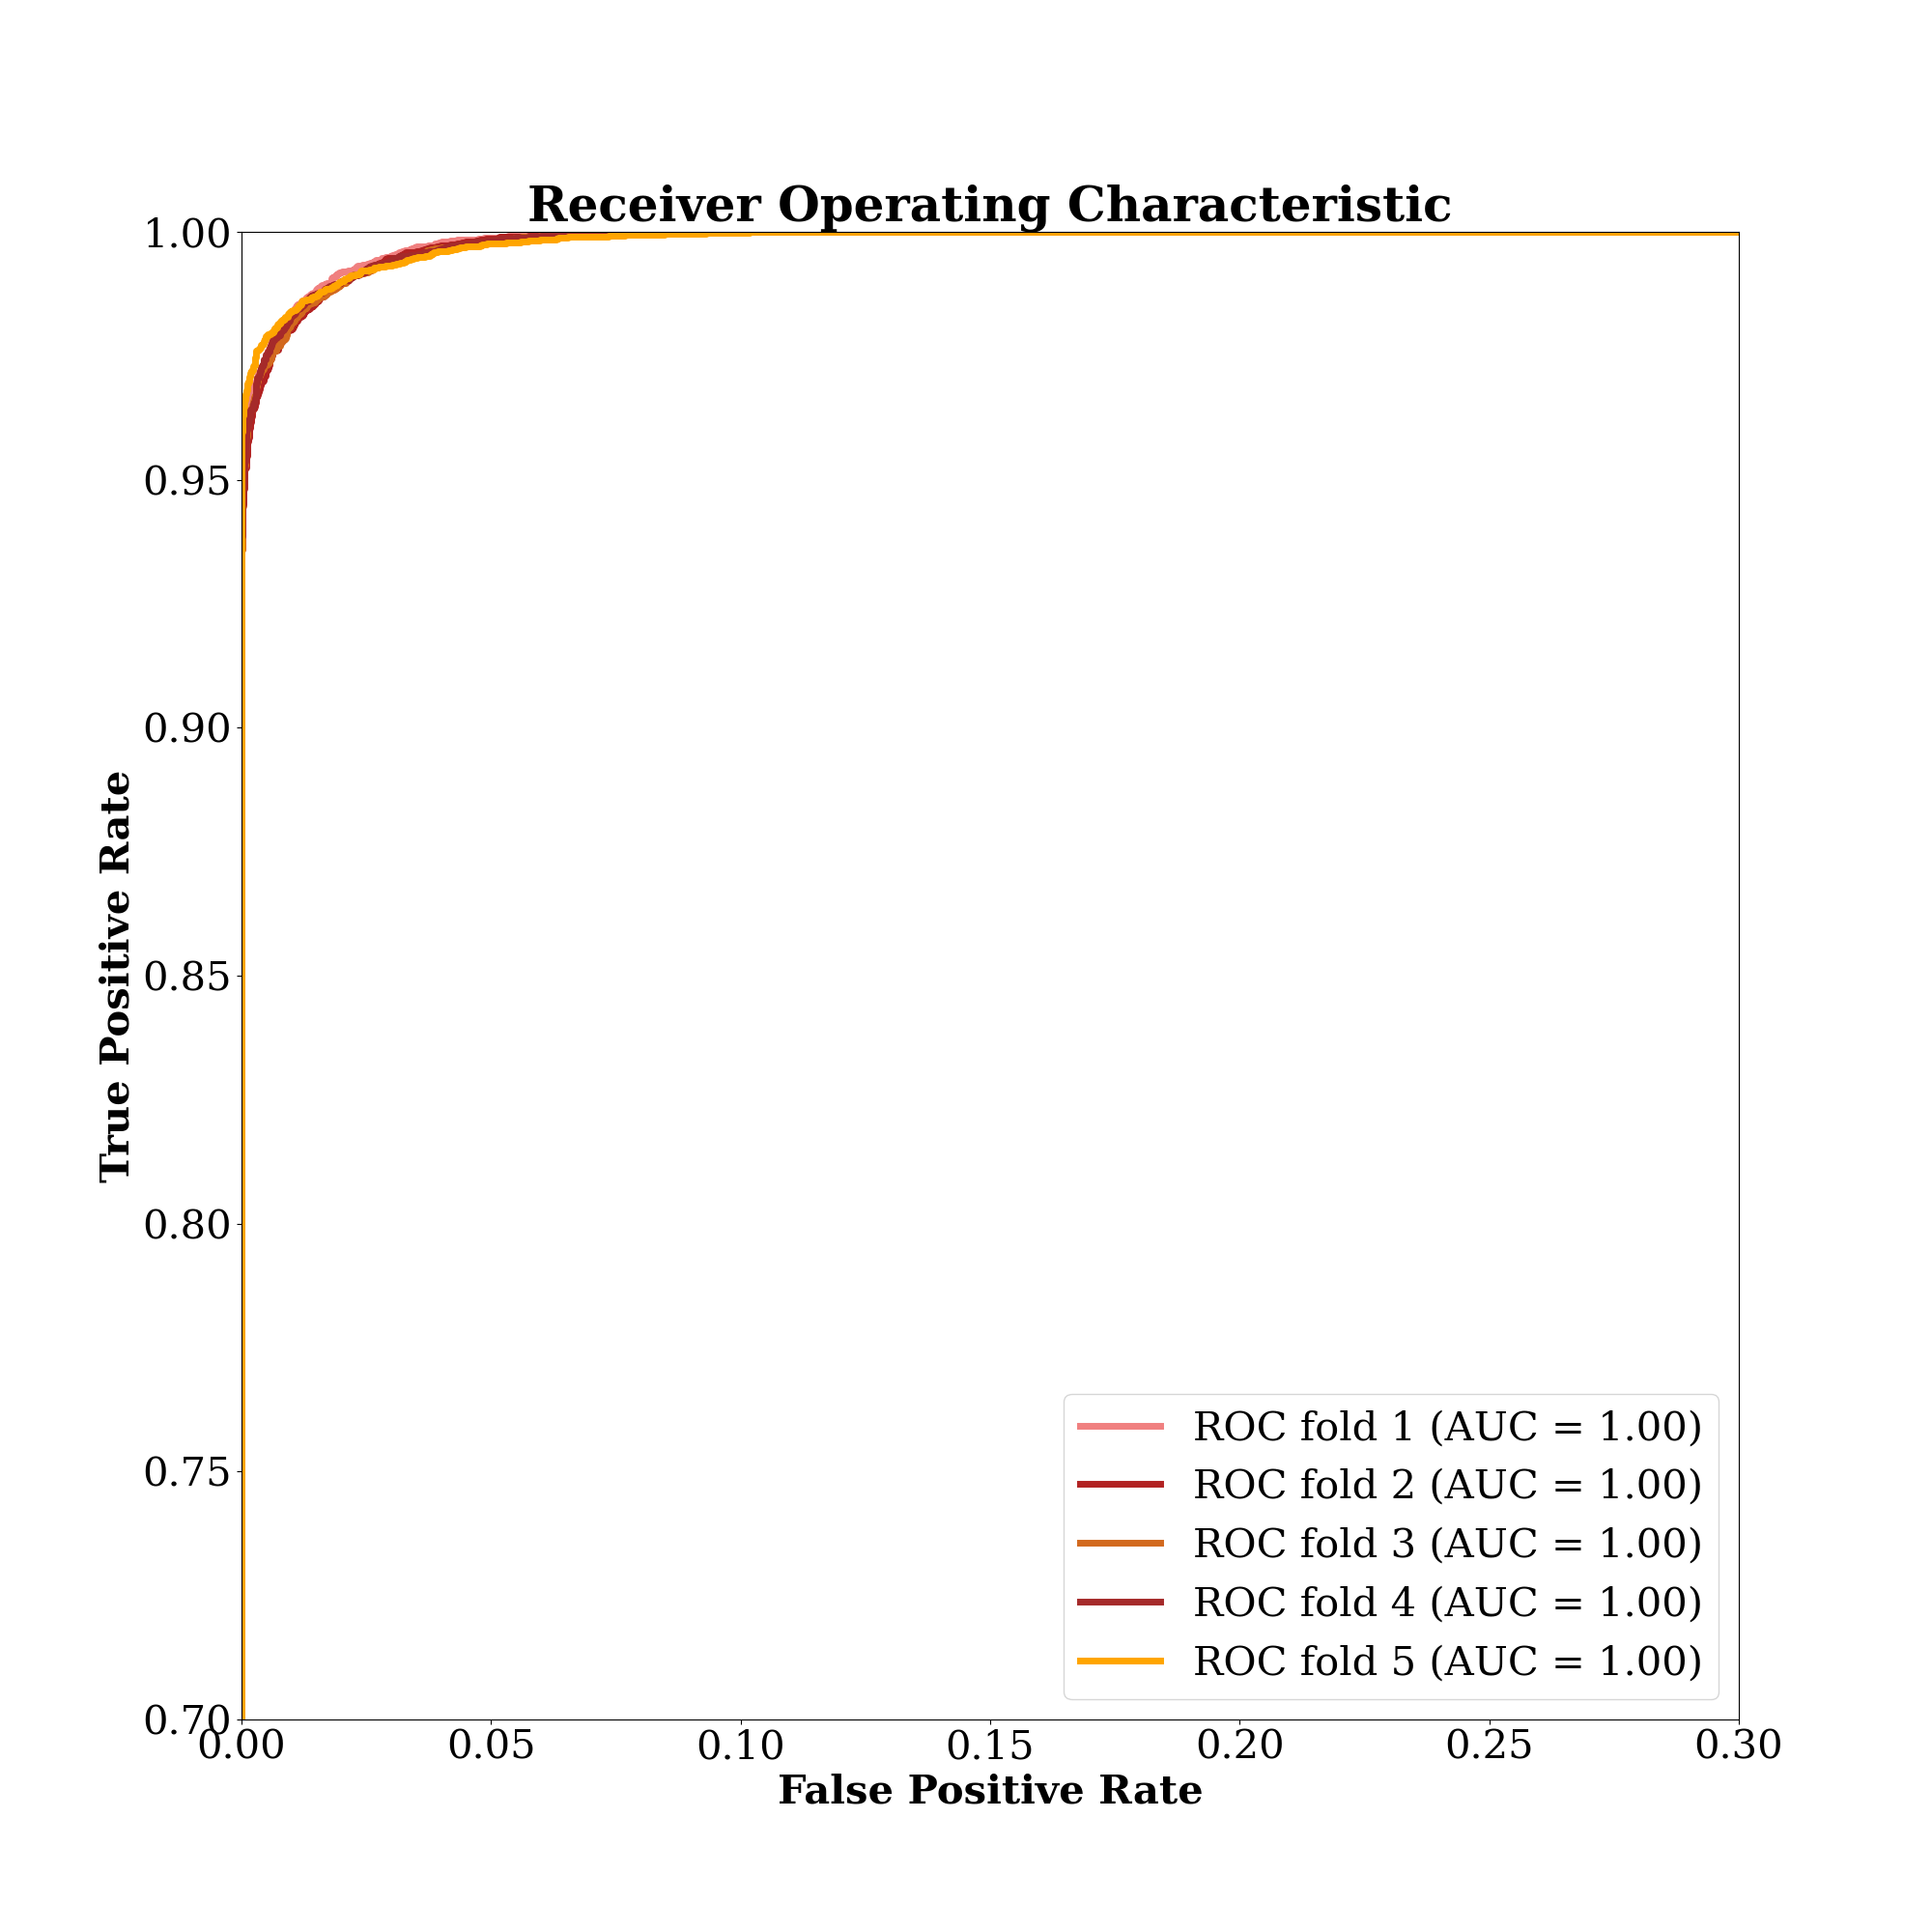 Receiver Operating Characteristic
1.00
0.95
0.90
0.85
0.80
0.75
0.70
True Positive Rate
ROC fold 1 (AUC = 1.00)
ROC fold 2 (AUC = 1.00)
ROC fold 3 (AUC = 1.00)
ROC fold 4 (AUC = 1.00)
ROC fold 5 (AUC = 1.00)
0.00 0.05 0.10 0.15 0.20 0.25 0.30
False Positive Rate